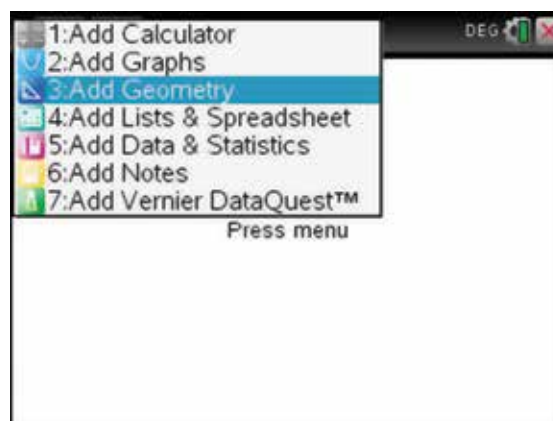 DEG
1:Add Calculator
2:Add Graphs
3:Add Geometry
4:Add Lists & Spreadsheet
5:Add Data & Statistics
6:Add Notes
7:Add Vernier DataQuest™
Press menu